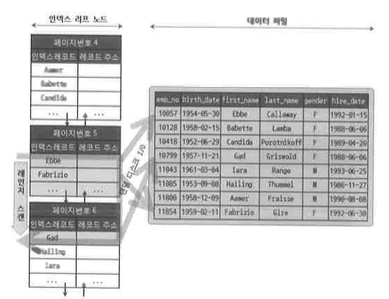 인덱스 리프 노드
데이터 파일
페이지번호 4
인덱스레코드 레코드 주소
Aamer
Babette
Candida
... ...
페이지번호 5
인덱스레코드 레코드 주소
Ebbe
Fabrizio
... ...
페이지번호 6
인덱스레코드 레코드 주소
Gad
Hailing
Iara
... ...
레인지 스캔
랜덤 디스크 I/O
emp_no birth_date first_name last_name gender hire_date
10057 1954-05-30 Ebbe Callaway F 1992-01-15
10128 1958-02-15 Babette Lamba F 1988-06-06
10418 1952-06-29 Candida Porotnikoff F 1989-04-20
10799 1957-11-21 Gad Griswold F 1988-06-06
11043 1961-03-04 Iara Range M 1993-06-25
11085 1953-09-08 Hailing Thummel M 1986-11-27
11800 1958-12-09 Aamer Fraisse M 1990-08-08
11854 1959-02-11 Fabrizio Gire F 1992-06-30